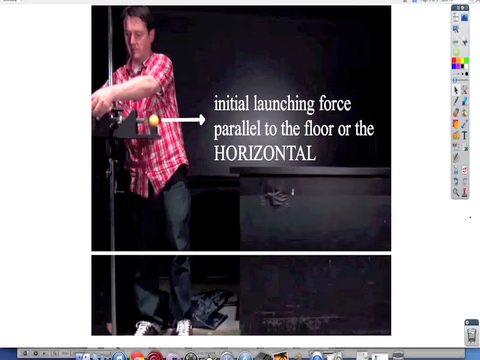 initial launching force
parallel to the floor or the
HORIZONTAL